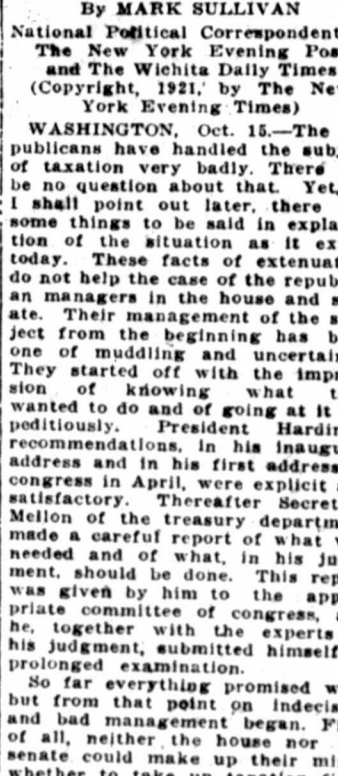 By MARK SULLIVAN
National Political Correspondent
The New York Evening Pos
and The Wichita Daily Times
(Copyright, 1921, by The Ne
York Evening Times)
WASHINGTON, Oct. 15.—The
publicans have handled the sub
of taxation very badly. There
be no question about that. Yet,
I shall point out later, there
some things to be said in expla
tion of the situation as it ex
today. These facts of extenuat
do not help the case of the repub
an managers in the house and s
ate. Their management of the s
ject from the beginning has b
one of muddling and uncertain
They started off with the impr
sion of knowing what t
wanted to do and of going at it
peditiously. President Hardin
recommendations, in his inaugu
address and in his first address
congress in April, were explicit
satisfactory. Thereafter Secret
Mellon of the treasury departm
made a careful report of what w
needed and of what, in his ju
ment, should be done. This rep
was given by him to the app
priate committee of congress,
he, together with the experts
his judgment, submitted himself
prolonged examination.
So far everything promised w
but from that point on indecis
and bad management began. Fi
of all, neither the house nor
senate could make up their mi
whether to take up